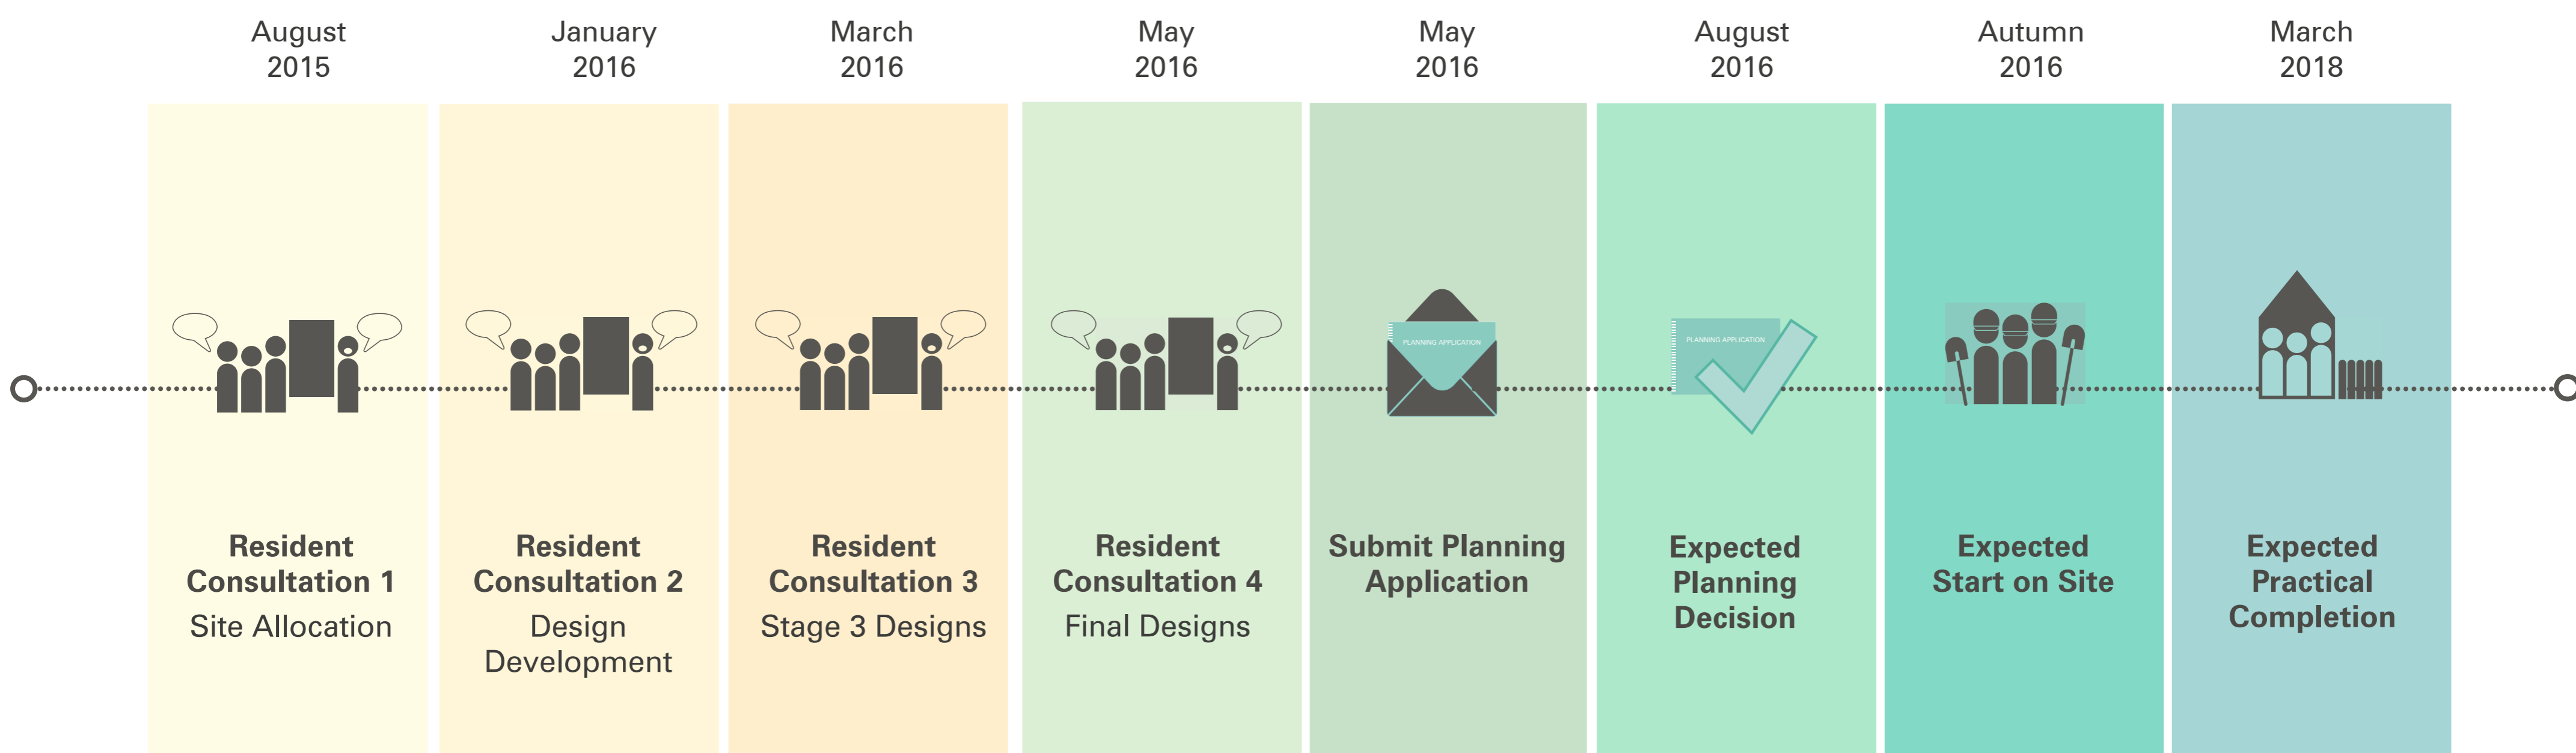 August
2015
January
2016
March
2016
May
2016
May
2016
August
2016
Autumn
2016
March
2018
PLANNING APPLICATION
PLANNING APPLICATION
Resident
Consultation 1
Site Allocation
Resident
Consultation 2
Design
Development
Resident
Consultation 3
Stage 3 Designs
Resident
Consultation 4
Final Designs
Submit Planning
Application
Expected
Planning
Decision
Expected
Start on Site
Expected
Practical
Completion